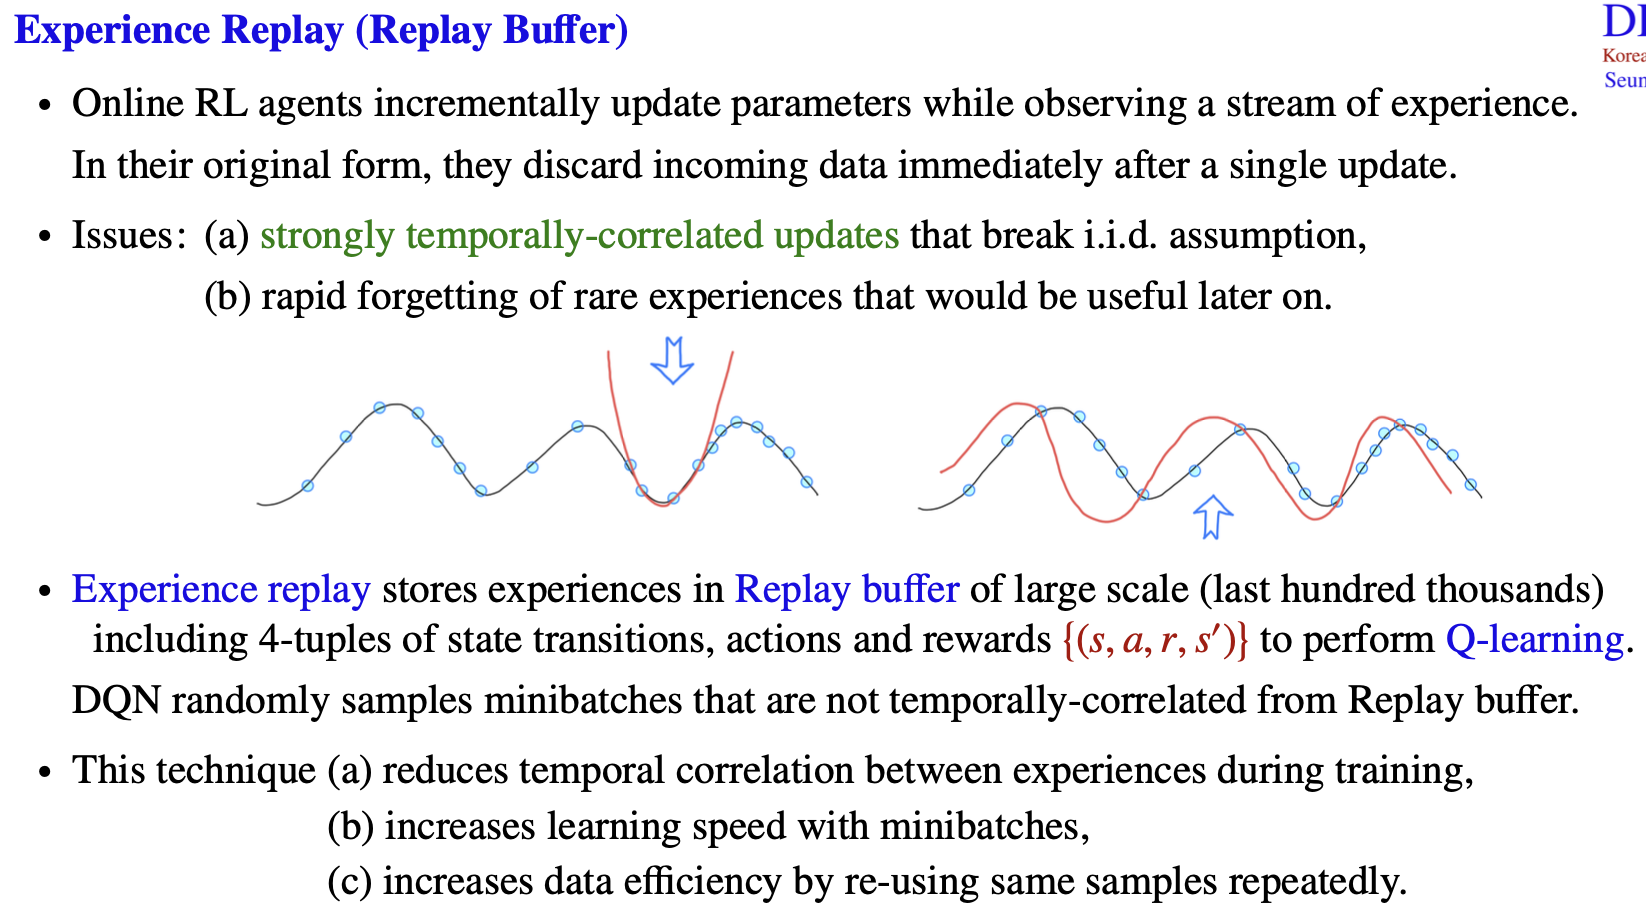 Experience Replay (Replay Buffer)
DI
Korea
Seun
• Online RL agents incrementally update parameters while observing a stream of experience.
In their original form, they discard incoming data immediately after a single update.
• Issues: (a) strongly temporally-correlated updates that break i.i.d. assumption,
(b) rapid forgetting of rare experiences that would be useful later on.
• Experience replay stores experiences in Replay buffer of large scale (last hundred thousands)
including 4-tuples of state transitions, actions and rewards {(s, a, r, s′)} to perform Q-learning.
DQN randomly samples minibatches that are not temporally-correlated from Replay buffer.
• This technique (a) reduces temporal correlation between experiences during training,
(b) increases learning speed with minibatches,
(c) increases data efficiency by re-using same samples repeatedly.